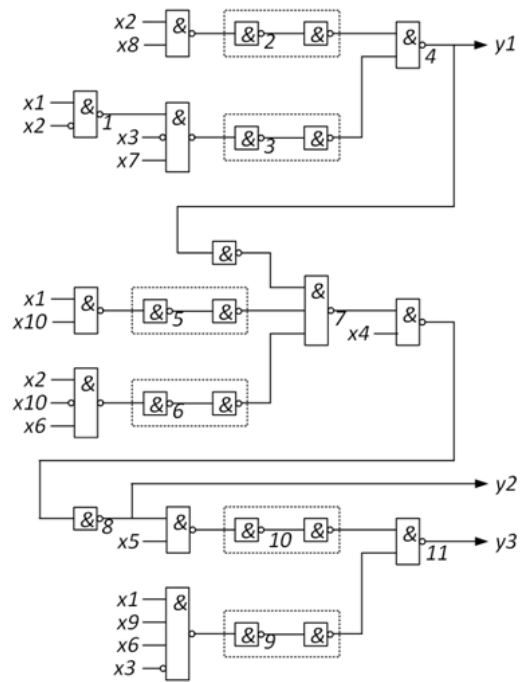 x2 & & & & y1
x8 2 4
x1 & &
x2 1 x3 & &
x7 3
&
x1 & & & & 7 &
x10 5 x4
x2 & & &
x10 6
x6
y2
& & & & &
8 x5 10 11 y3
x1 &
x9
x6 & &
x3 9